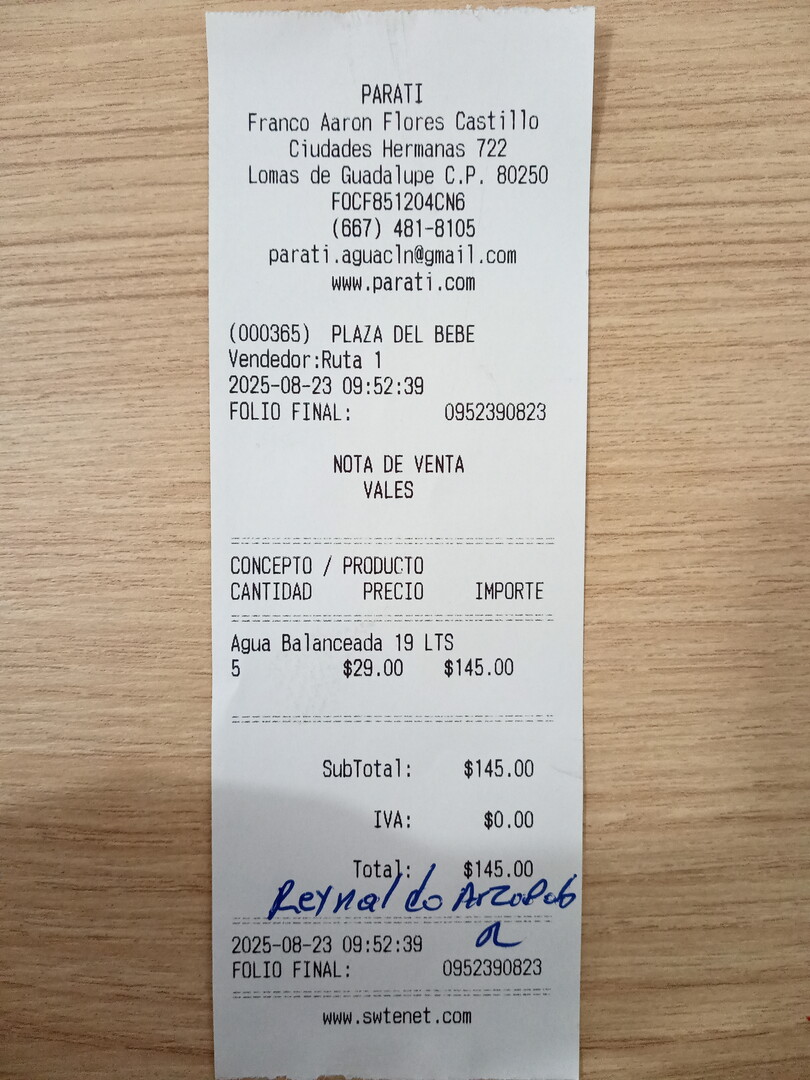 PARATI
Franco Aaron Flores Castillo
Ciudades Hermanas 722
Lomas de Guadalupe C.P. 80250
FOCF851204CN6
(667) 481-8105
parati.aguacln@gmail.com
www.parati.com
(000365) PLAZA DEL BEBE
Vendedor:Ruta 1
2025-08-23 09:52:39
FOLIO FINAL: 0952390823
NOTA DE VENTA
VALES
CONCEPTO / PRODUCTO
CANTIDAD PRECIO IMPORTE
Agua Balanceada 19 LTS
5 $29.00 $145.00
SubTotal: $145.00
IVA: $0.00
Total: $145.00
Reynaldo
2025-08-23 09:52:39
FOLIO FINAL: 0952390823
www.swtenet.com